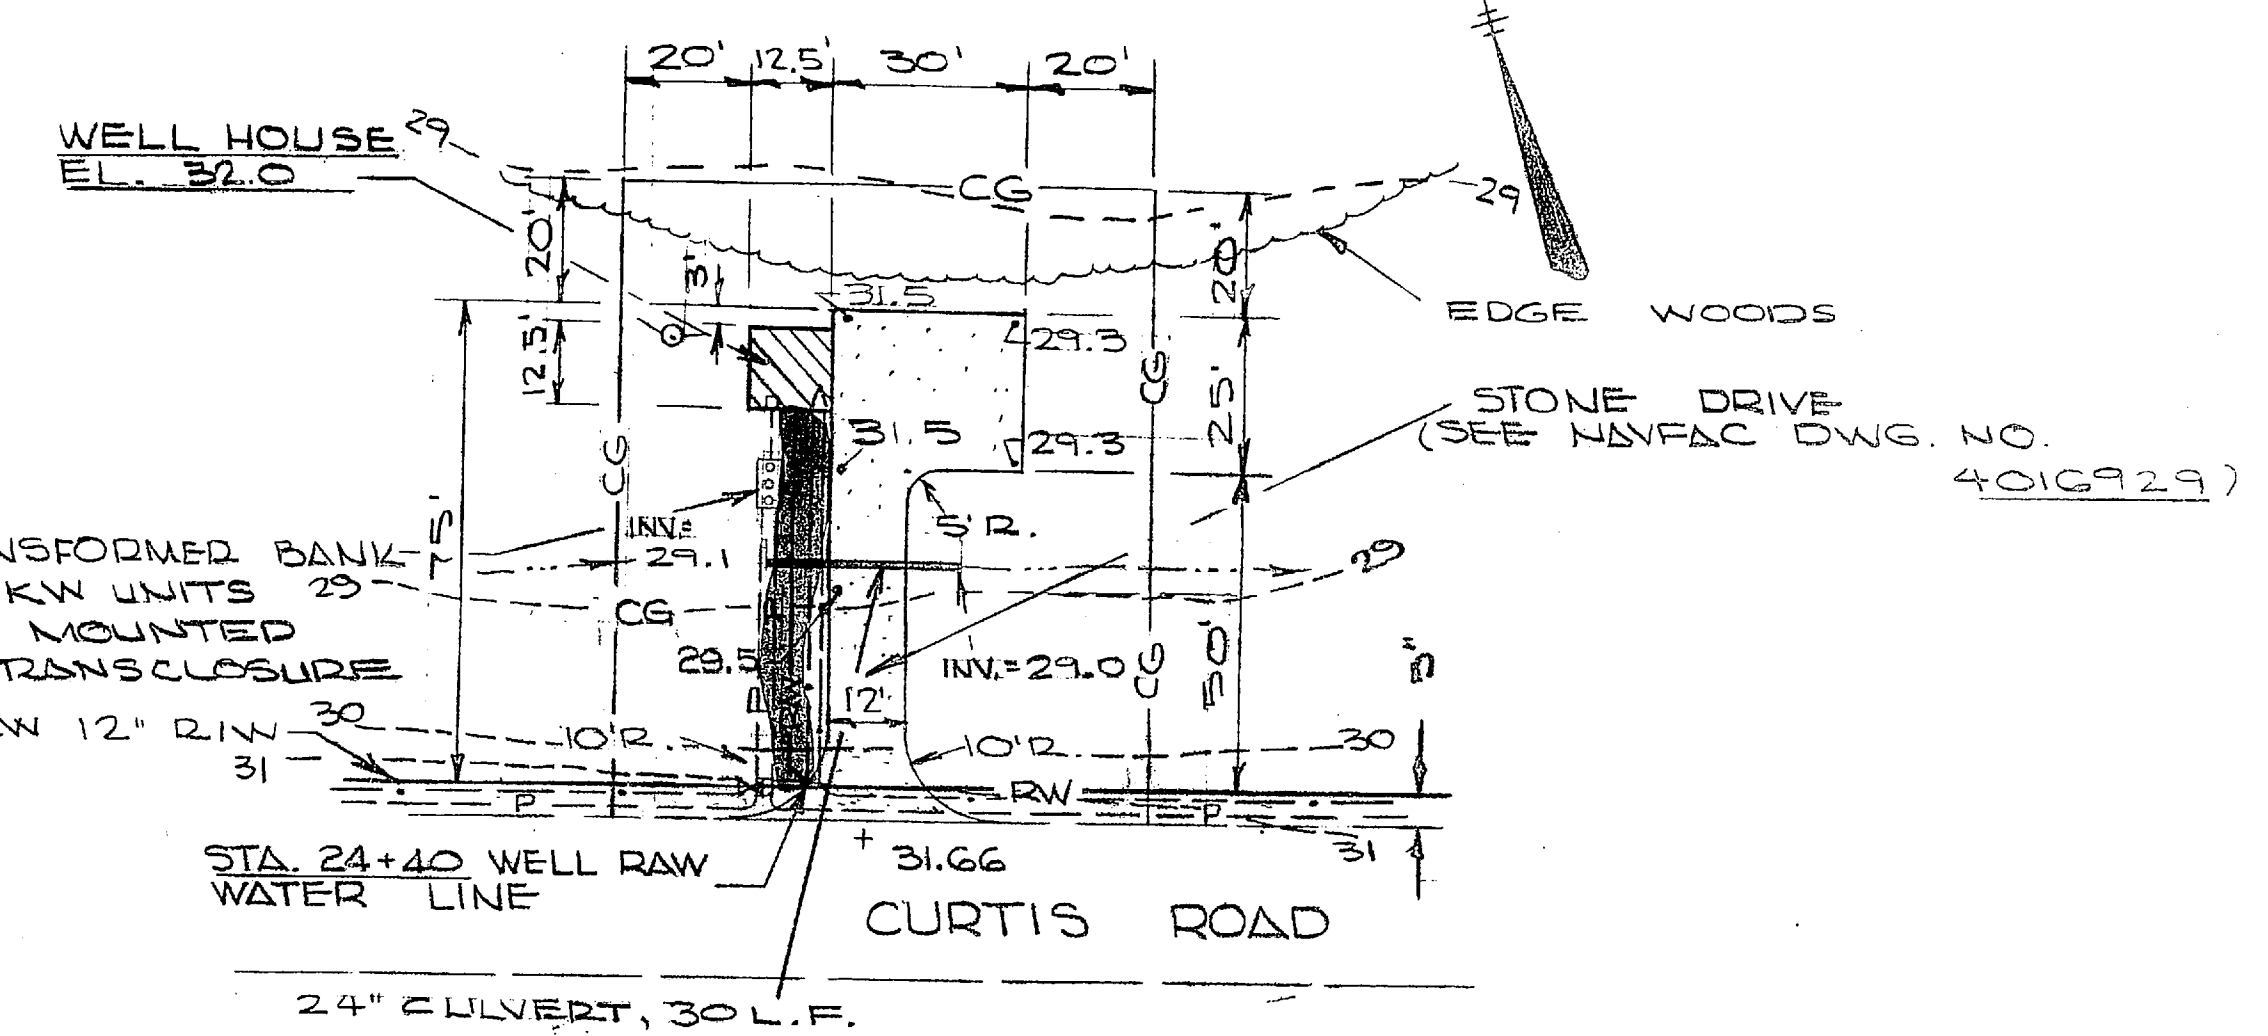 20' 12.5' 30' 20'
WELL HOUSE
EL. 32.0
29
CG
29
20'
3'
20'
31.5
12.5'
29.3
EDGE WOODS
CG
25'
STONE DRIVE
(SEE NAVFAC DWG. NO.
4016929)
31.5
29.3
CG
75'
5'R.
INV.=
29.1
NSFORMER BANK
KW UNITS
MOUNTED
TRANSCLOSURE
29
29
CG
29.5
INV.=29.0
CG
50'
12'
W 12" RIW
30
31
10'R.
10'R
30
RW
RW
P
P
31
STA. 24+40 WELL RAW
WATER LINE
+ 31.66
CURTIS ROAD
24" CULVERT, 30 L.F.